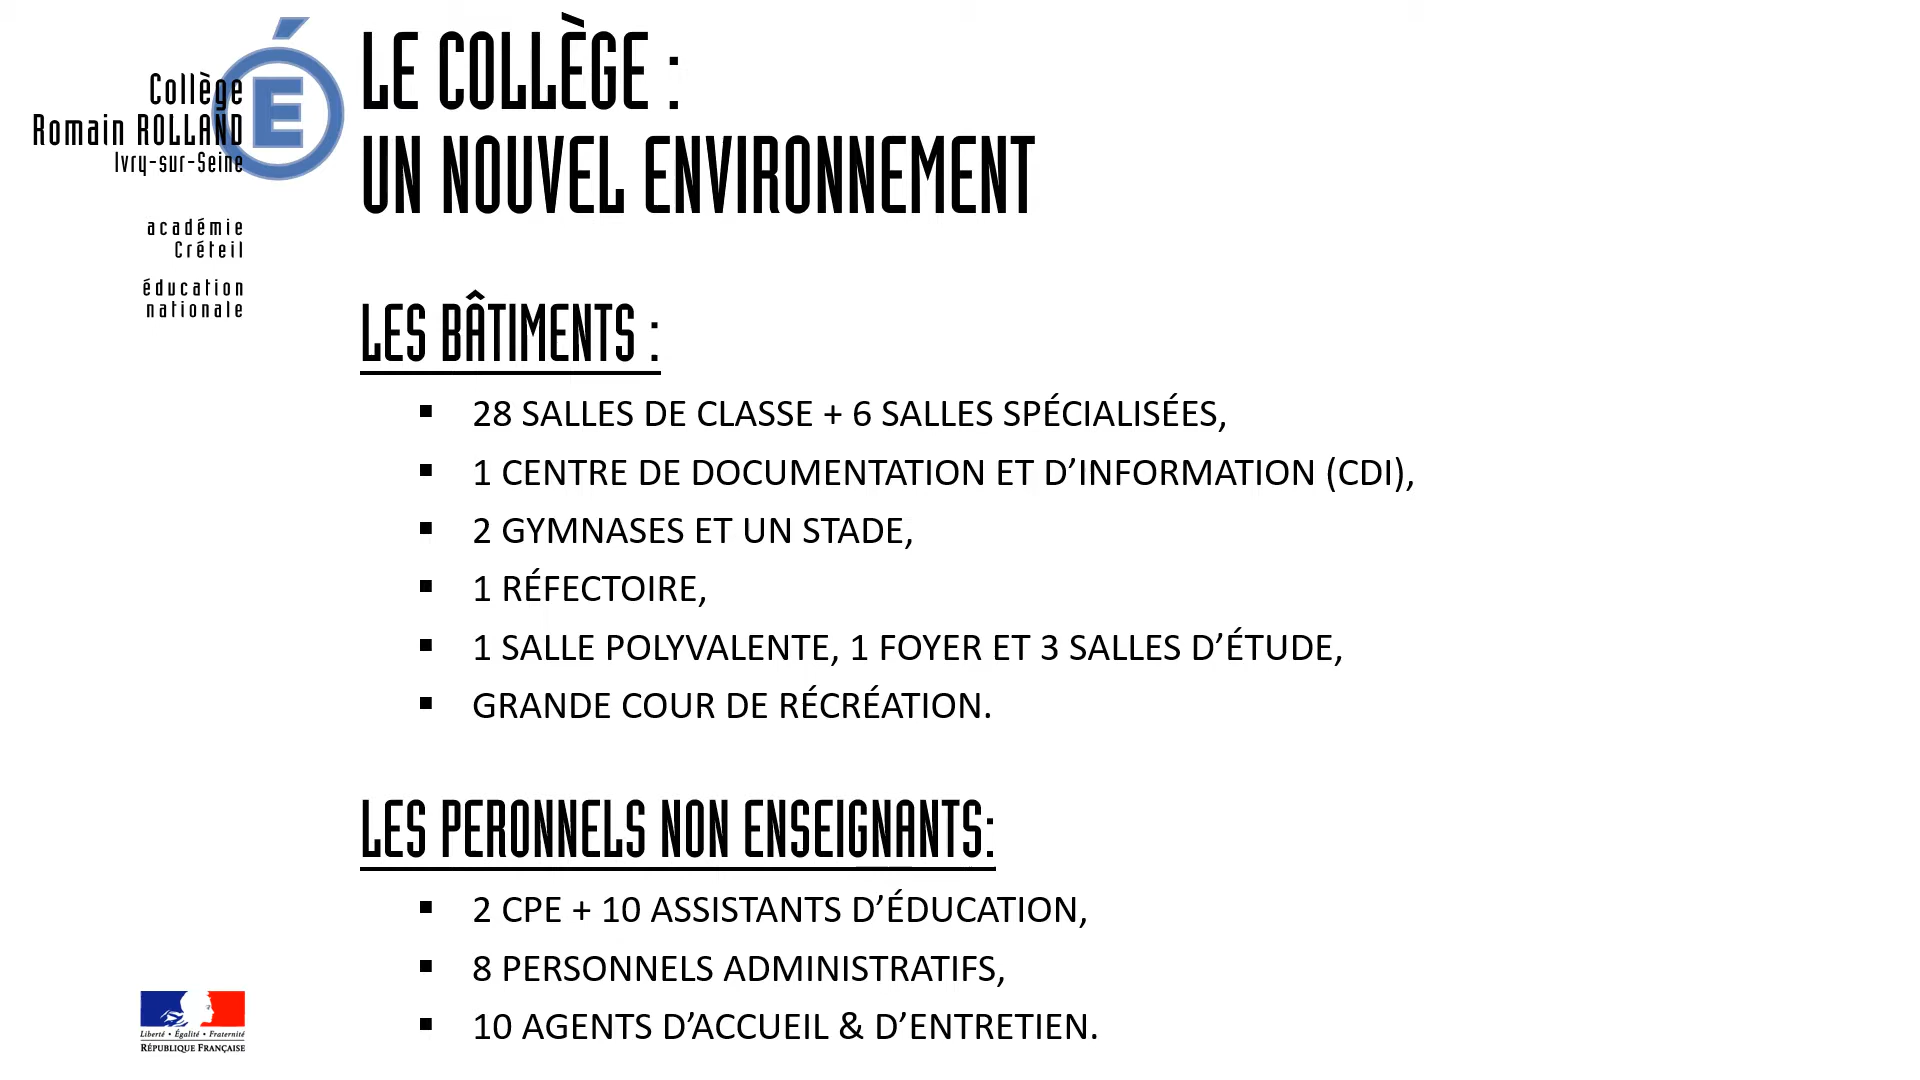 Collège
Romain ROLLAND
Ivry-sur-Seine
académie
Créteil
éducation
nationale
É
LE COLLÈGE :
UN NOUVEL ENVIRONNEMENT
LES BÂTIMENTS :
▪ 28 SALLES DE CLASSE + 6 SALLES SPÉCIALISÉES,
▪ 1 CENTRE DE DOCUMENTATION ET D’INFORMATION (CDI),
▪ 2 GYMNASES ET UN STADE,
▪ 1 RÉFECTOIRE,
▪ 1 SALLE POLYVALENTE, 1 FOYER ET 3 SALLES D’ÉTUDE,
▪ GRANDE COUR DE RÉCRÉATION.
LES PERONNELS NON ENSEIGNANTS:
▪ 2 CPE + 10 ASSISTANTS D’ÉDUCATION,
▪ 8 PERSONNELS ADMINISTRATIFS,
▪ 10 AGENTS D’ACCUEIL & D’ENTRETIEN.
Liberté • Égalité • Fraternité
RÉPUBLIQUE FRANÇAISE